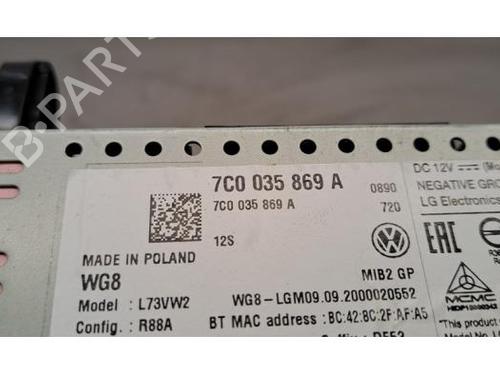 B-PARTS
7C0 035 869 A 0890
7C0 035 869 A 720
12S
MADE IN POLAND
WG8
MIB2 GP
Model : L73VW2
WG8-LGM09.09.2000020552
Config. : R88A
BT MAC address : BC:42:8C:2F:AF:A5
DC 12V
NEGATIVE GR
LG Electronics
EAC
MCMC
"This product